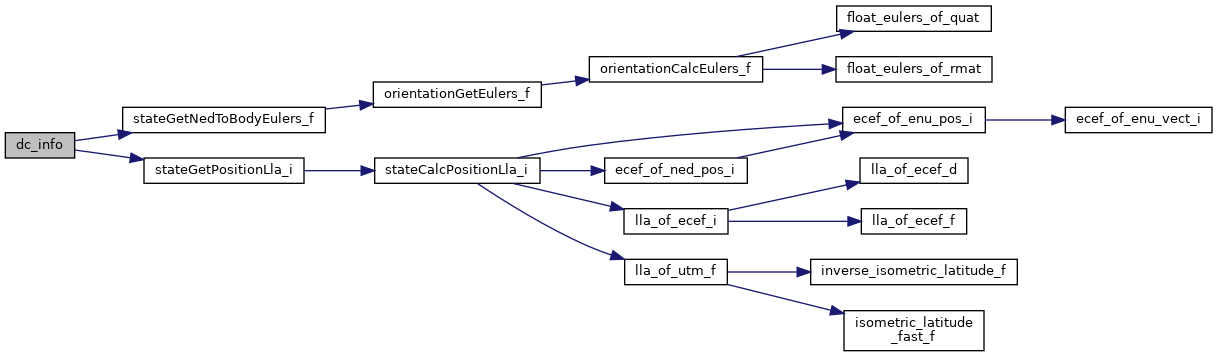 dc_info
stateGetNedToBodyEulers_f
orientationGetEulers_f
orientationCalcEulers_f
float_eulers_of_quat
float_eulers_of_rmat
stateGetPositionLla_i
stateCalcPositionLla_i
ecef_of_enu_pos_i
ecef_of_enu_vect_i
ecef_of_ned_pos_i
lla_of_ecef_i
lla_of_ecef_d
lla_of_ecef_f
lla_of_utm_f
inverse_isometric_latitude_f
isometric_latitude
_fast_f